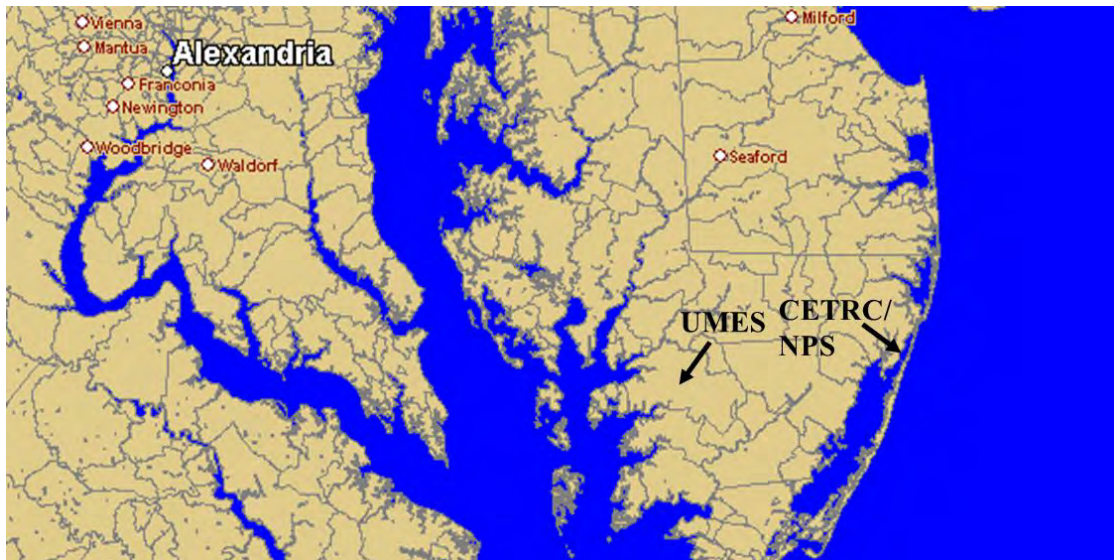 Vienna
Milford
Mantua
Alexandria
Franconia
Newington
Woodbridge
Seaford
Waldorf
UMES
CETRC/
NPS